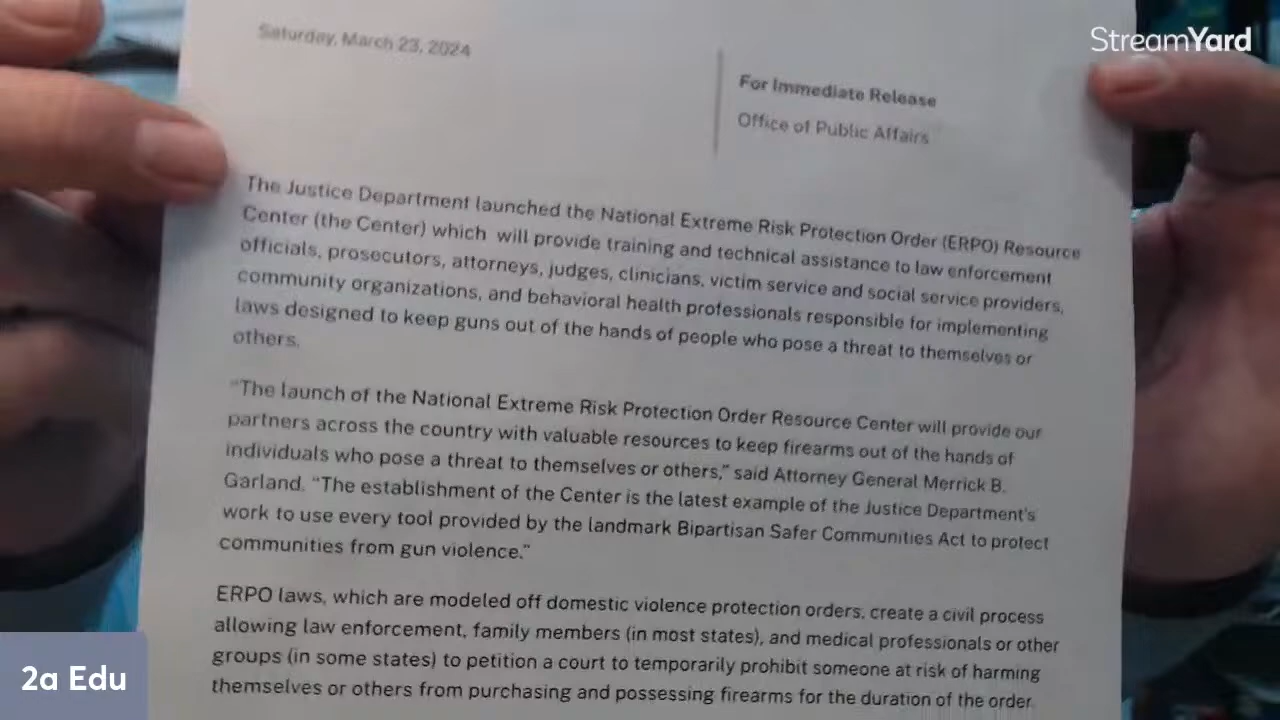 StreamYard
Saturday, March 23, 2024
For Immediate Release
Office of Public Affairs
The Justice Department launched the National Extreme Risk Protection Order (ERPO) Resource
Center (the Center) which will provide training and technical assistance to law enforcement
officials, prosecutors, attorneys, judges, clinicians, victim service and social service providers,
community organizations, and behavioral health professionals responsible for implementing
laws designed to keep guns out of the hands of people who pose a threat to themselves or
others.
“The launch of the National Extreme Risk Protection Order Resource Center will provide our
partners across the country with valuable resources to keep firearms out of the hands of
individuals who pose a threat to themselves or others,” said Attorney General Merrick B.
Garland. “The establishment of the Center is the latest example of the Justice Department's
work to use every tool provided by the landmark Bipartisan Safer Communities Act to protect
communities from gun violence.”
ERPO laws, which are modeled off domestic violence protection orders, create a civil process
allowing law enforcement, family members (in most states), and medical professionals or other
groups (in some states) to petition a court to temporarily prohibit someone at risk of harming
themselves or others from purchasing and possessing firearms for the duration of the order.
2a Edu